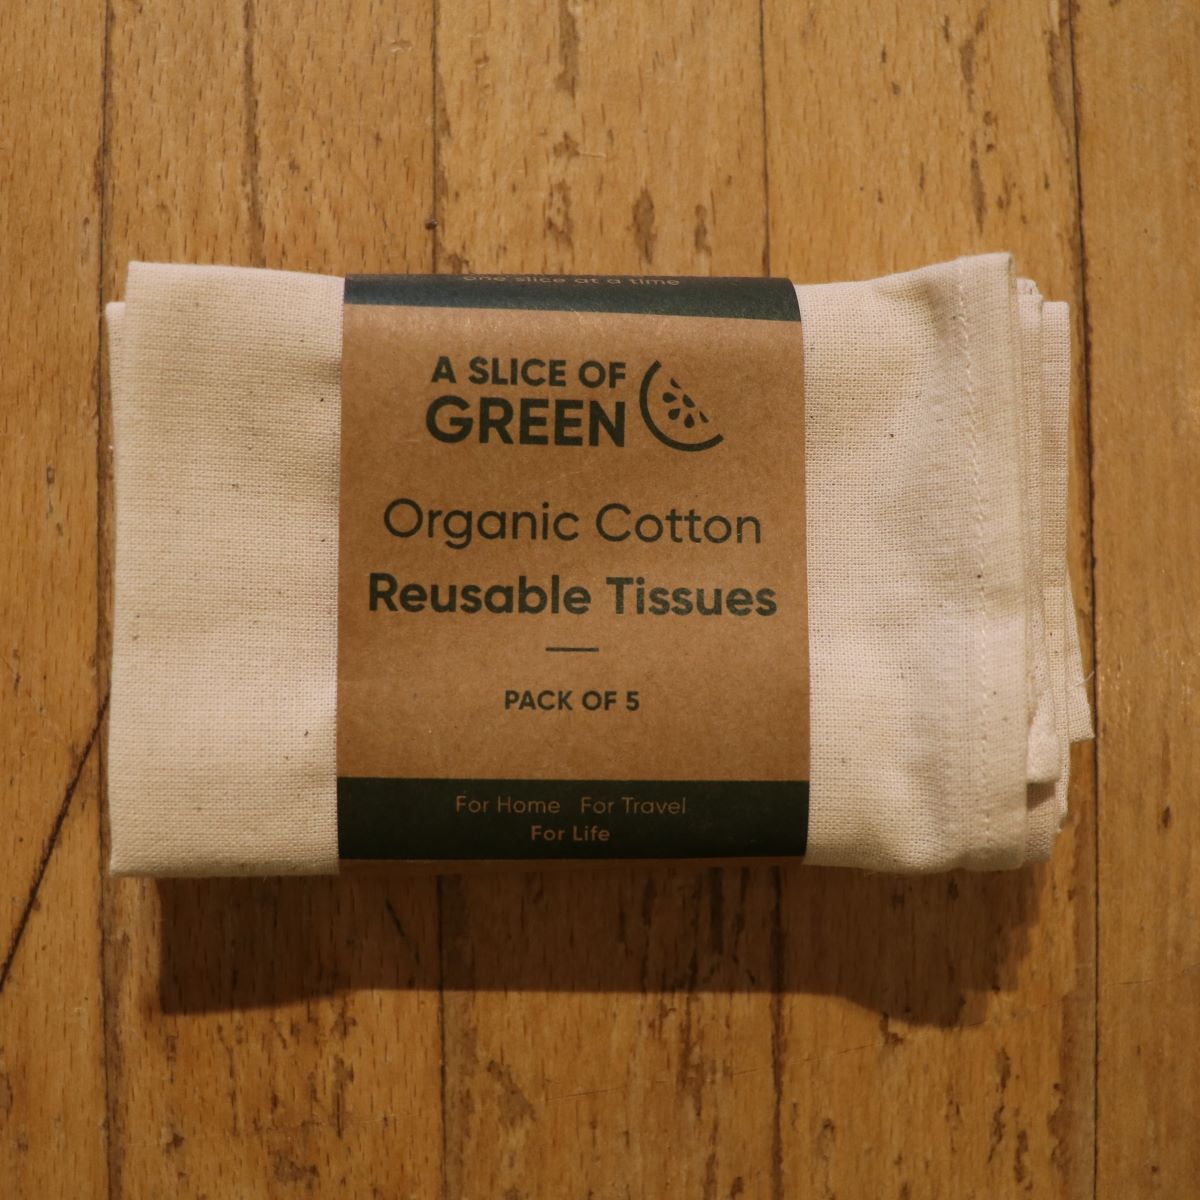 one slice at a time
A SLICE OF
GREEN
Organic Cotton
Reusable Tissues
PACK OF 5
For Home For Travel
For Life